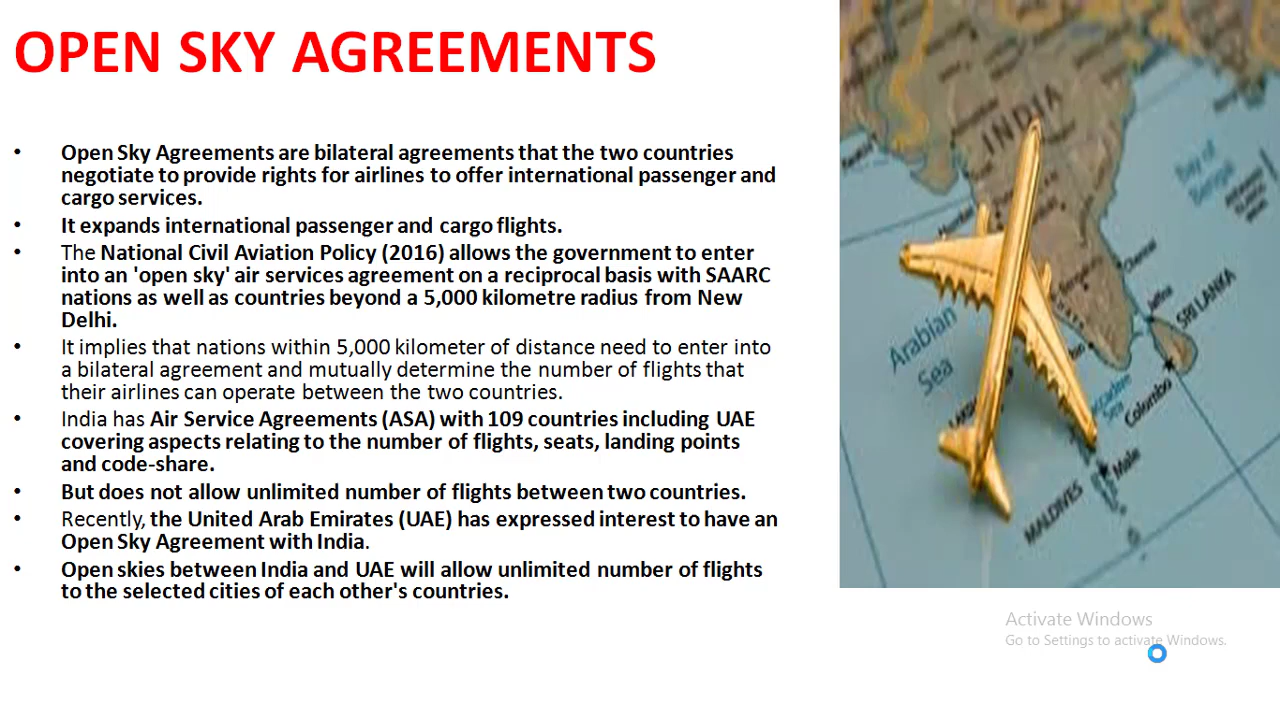 OPEN SKY AGREEMENTS
• Open Sky Agreements are bilateral agreements that the two countries
negotiate to provide rights for airlines to offer international passenger and
cargo services.
• It expands international passenger and cargo flights.
• The National Civil Aviation Policy (2016) allows the government to enter
into an 'open sky' air services agreement on a reciprocal basis with SAARC
nations as well as countries beyond a 5,000 kilometre radius from New
Delhi.
• It implies that nations within 5,000 kilometer of distance need to enter into
a bilateral agreement and mutually determine the number of flights that
their airlines can operate between the two countries.
• India has Air Service Agreements (ASA) with 109 countries including UAE
covering aspects relating to the number of flights, seats, landing points
and code-share.
• But does not allow unlimited number of flights between two countries.
• Recently, the United Arab Emirates (UAE) has expressed interest to have an
Open Sky Agreement with India.
• Open skies between India and UAE will allow unlimited number of flights
to the selected cities of each other's countries.
INDIA
Bay of
Bengal
Chennai
Jaffna
SRI LANKA
Arabian
Sea
Colombo
Male
MALDIVES
Activate Windows
Go to Settings to activate Windows.